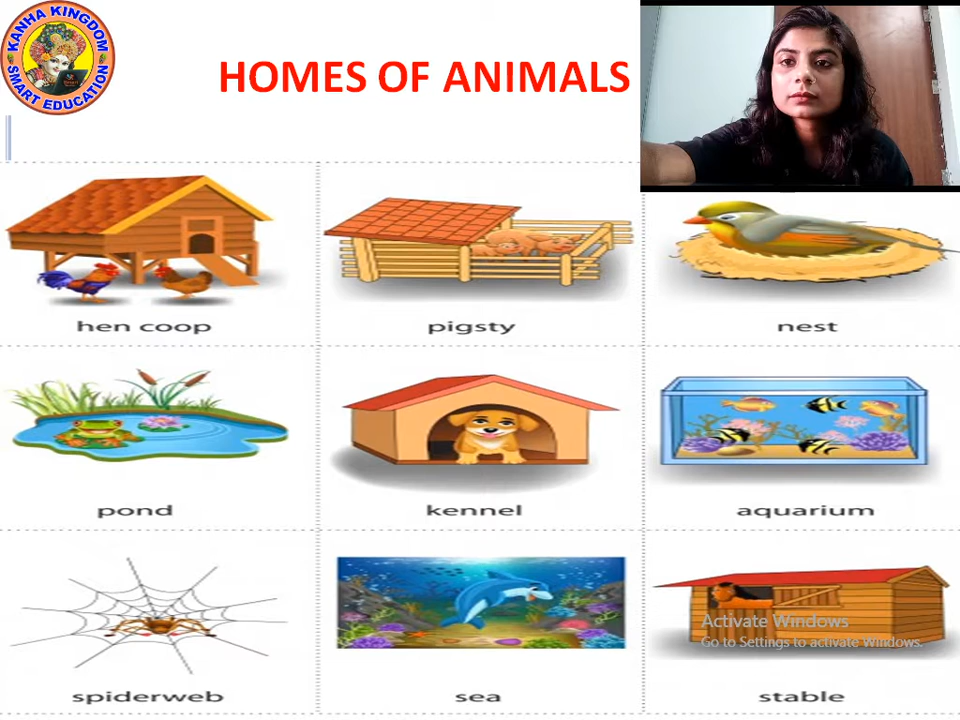 KANHA KINGDOM
SMART EDUCATION
HOMES OF ANIMALS
hen coop
pigsty
nest
pond
kennel
aquarium
Activate Windows
Go to Settings to activate Windows.
spiderweb
sea
stable